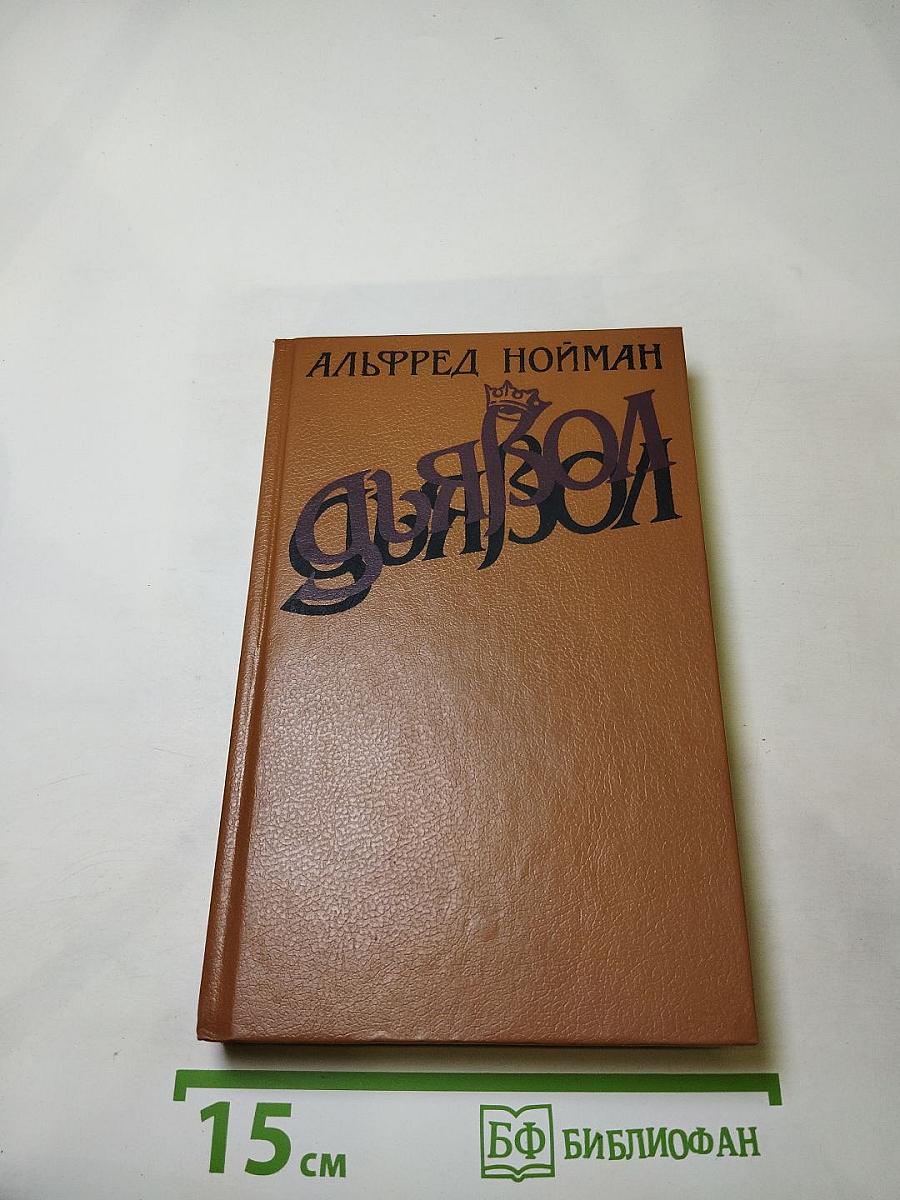 АЛЬФРЕД НОЙМАН
дьявол
15 см
БФ БИБЛИОФАН